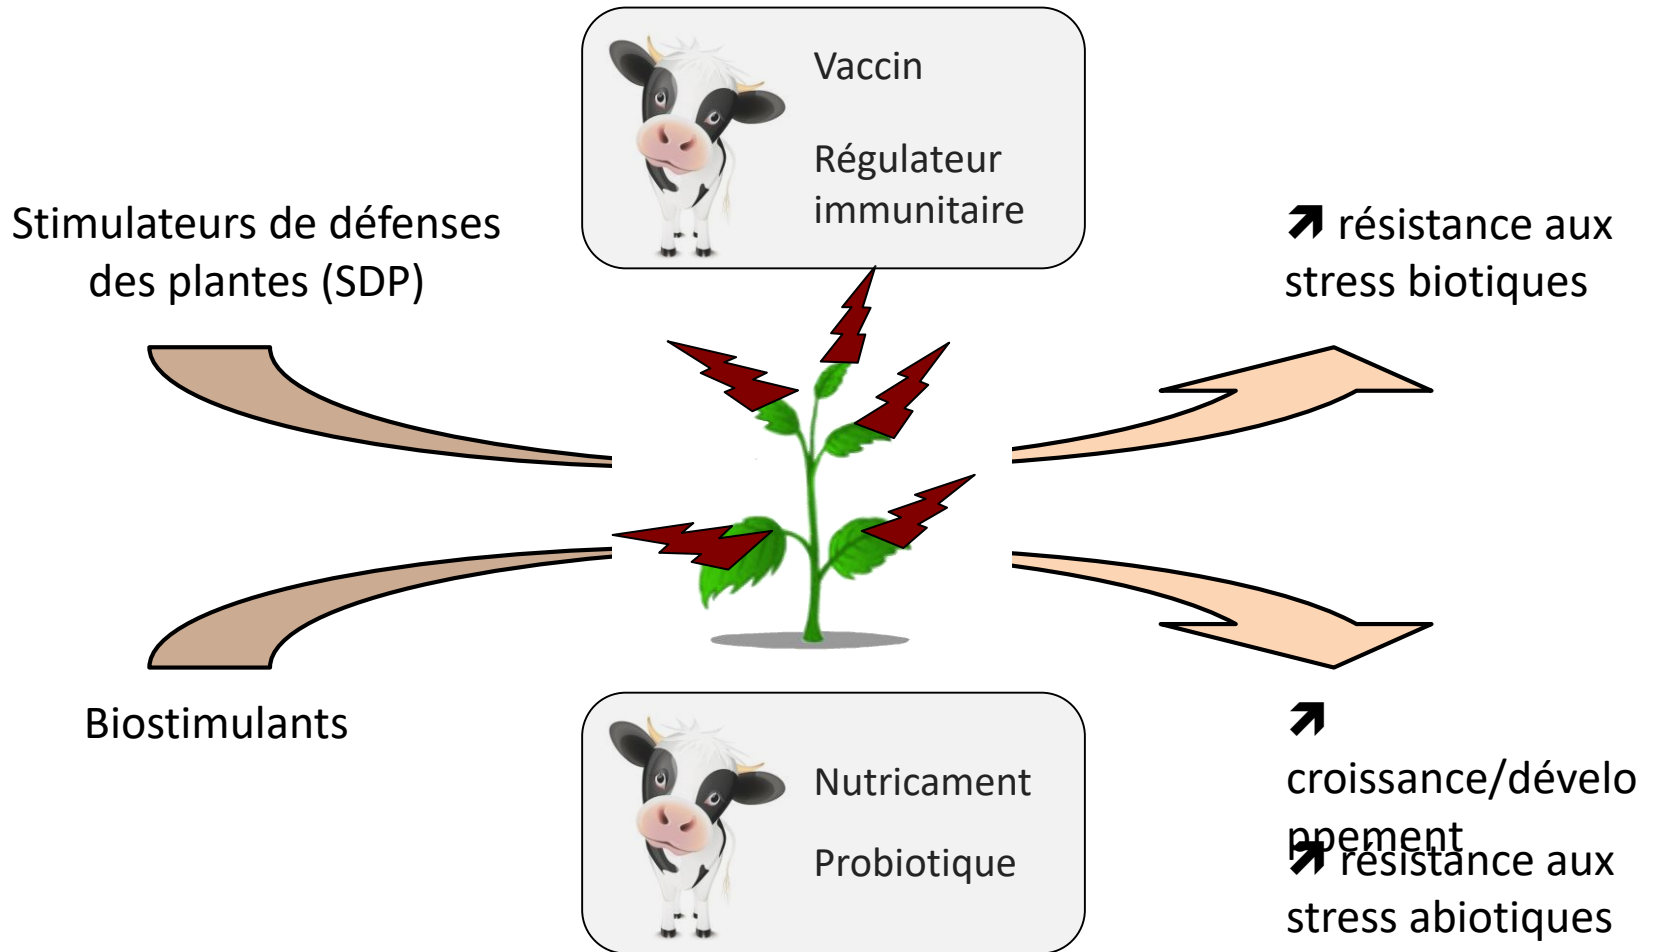 Vaccin
Régulateur
immunitaire
Stimulateurs de défenses
des plantes (SDP)
↗ résistance aux
stress biotiques
Biostimulants
Nutricament
Probiotique
↗
croissance/dévelo
ppement
↗ résistance aux
stress abiotiques